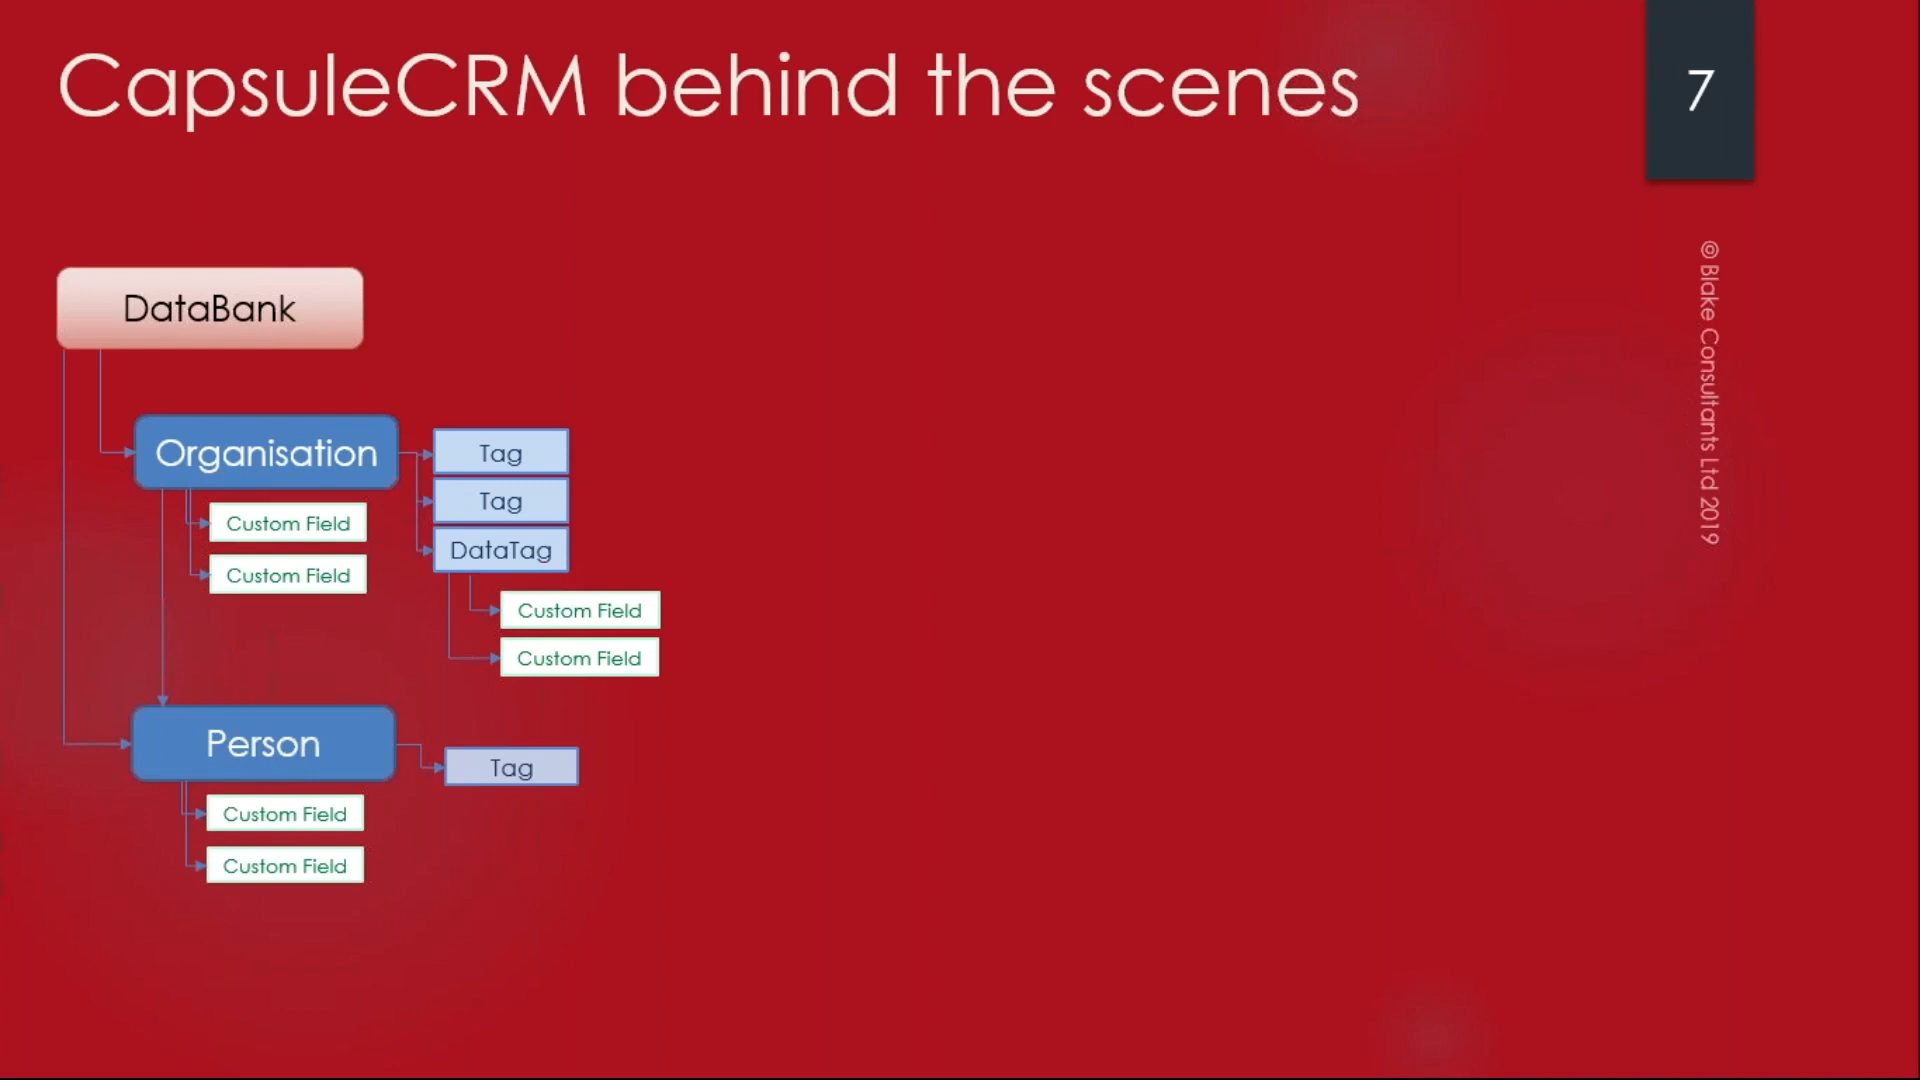 CapsuleCRM behind the scenes
7
© Blake Consultants Ltd 2019
DataBank
Organisation
Tag
Tag
DataTag
Custom Field
Custom Field
Custom Field
Custom Field
Person
Tag
Custom Field
Custom Field